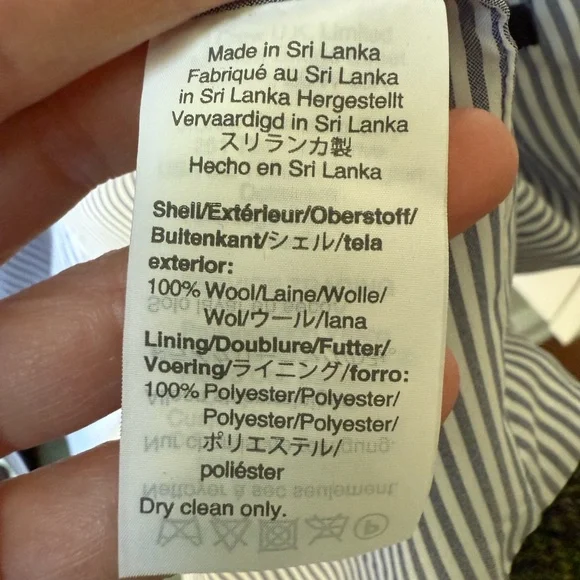 Made in Sri Lanka
Fabriqué au Sri Lanka
in Sri Lanka Hergestellt
Vervaardigd in Sri Lanka
スリランカ製
Hecho en Sri Lanka
Shell/Extérieur/Oberstoff/
Buitenkant/シェル/tela
exterior:
100% Wool/Laine/Wolle/
Wol/ウール/lana
Lining/Doublure/Futter/
Voering/ライニング/forro:
100% Polyester/Polyester/
Polyester/Polyester/
ポリエステル/
poliéster
Dry clean only.